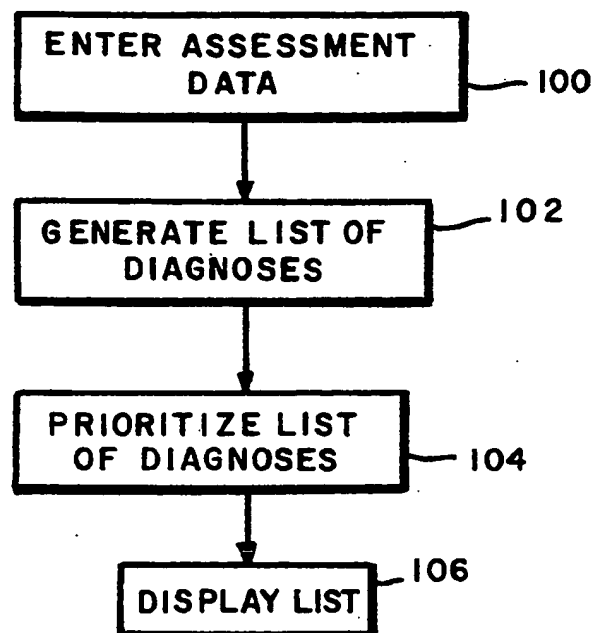 ENTER ASSESSMENT
DATA
100
GENERATE LIST OF
DIAGNOSES
102
PRIORITIZE LIST
OF DIAGNOSES
104
DISPLAY LIST
106